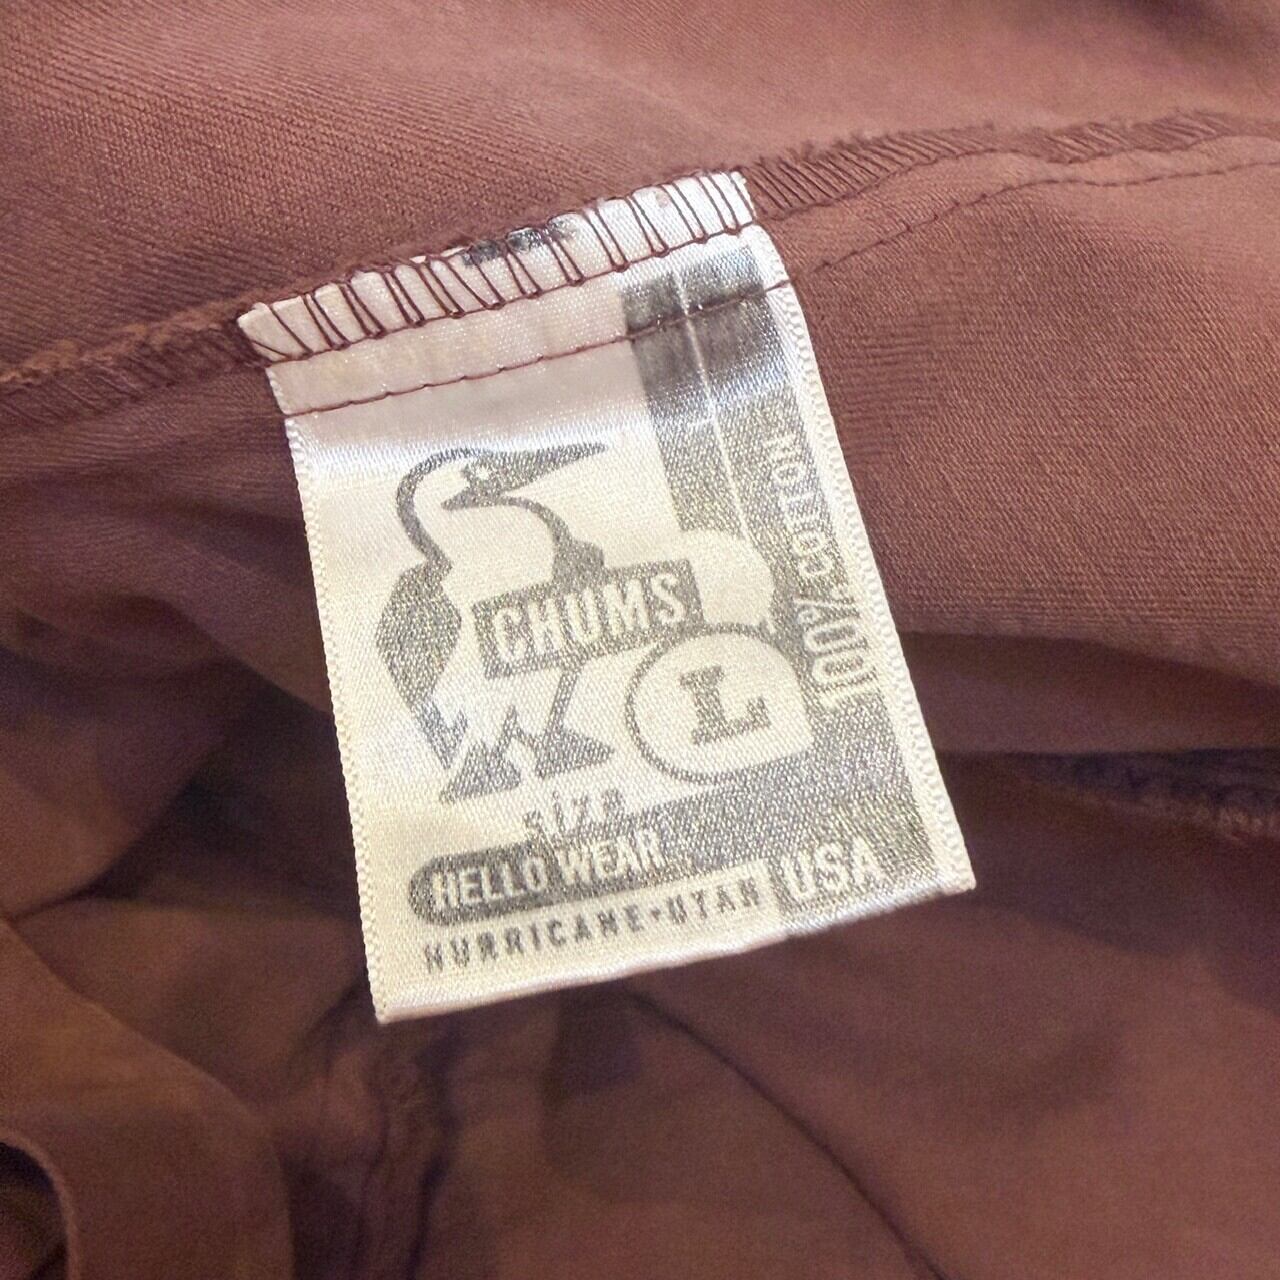 CHUMS
L
100% COTTON
size
HELLO WEAR
HURRICANE·UTAH USA